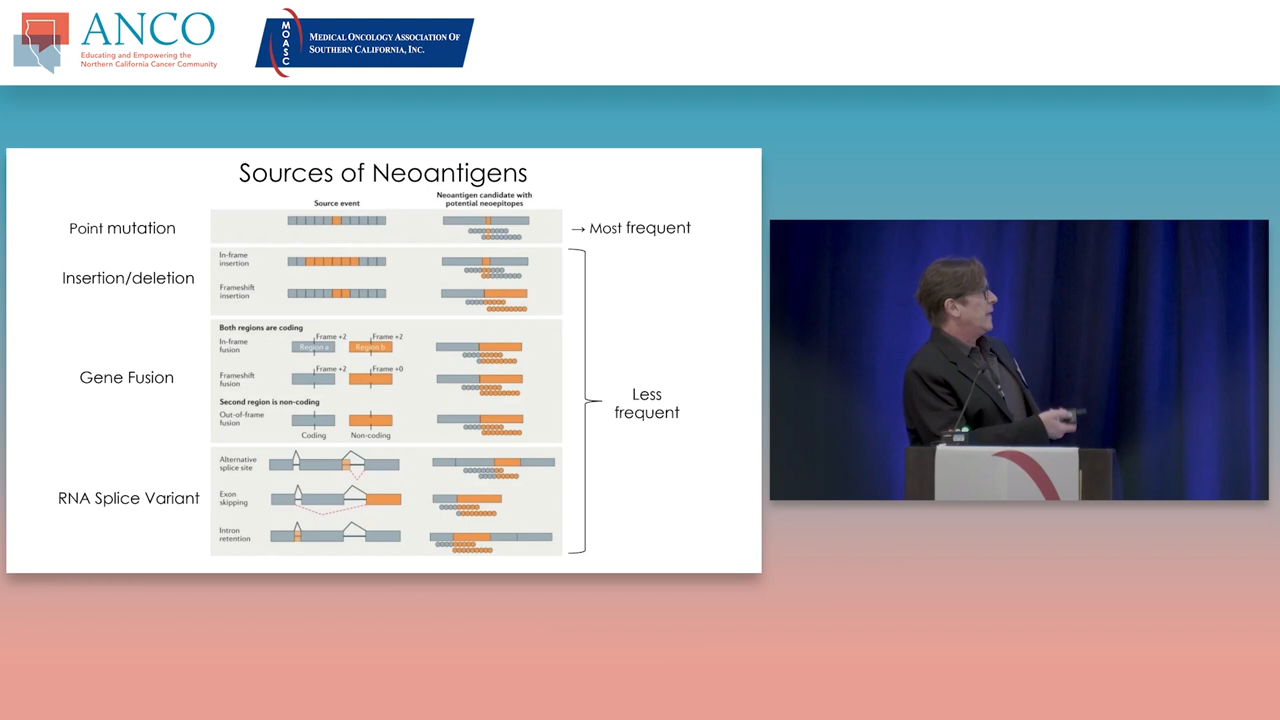 ANCO
Educating and Empowering the
Northern California Cancer Community
MOASC
MEDICAL ONCOLOGY ASSOCIATION OF
SOUTHERN CALIFORNIA, INC.
Sources of Neoantigens
Source event
Neoantigen candidate with
potential neoepitopes
Point mutation
→ Most frequent
Insertion/deletion
In-frame
insertion
Frameshift
insertion
Gene Fusion
Both regions are coding
In-frame
fusion
Frame +2
Frame +2
Region a
Region b
Frameshift
fusion
Frame +2
Frame +0
Second region is non-coding
Out-of-frame
fusion
Coding
Non-coding
Less
frequent
RNA Splice Variant
Alternative
splice site
Exon
skipping
Intron
retention